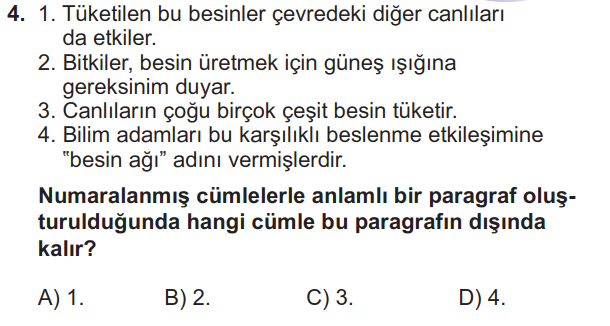 4. 1. Tüketilen bu besinler çevredeki diğer canlıları
da etkiler.
2. Bitkiler, besin üretmek için güneş ışığına
gereksinim duyar.
3. Canlıların çoğu birçok çeşit besin tüketir.
4. Bilim adamları bu karşılıklı beslenme etkileşimine
"besin ağı” adını vermişlerdir.
Numaralanmış cümlelerle anlamlı bir paragraf oluş-
turulduğunda hangi cümle bu paragrafın dışında
kalır?
A) 1. B) 2. C) 3. D) 4.